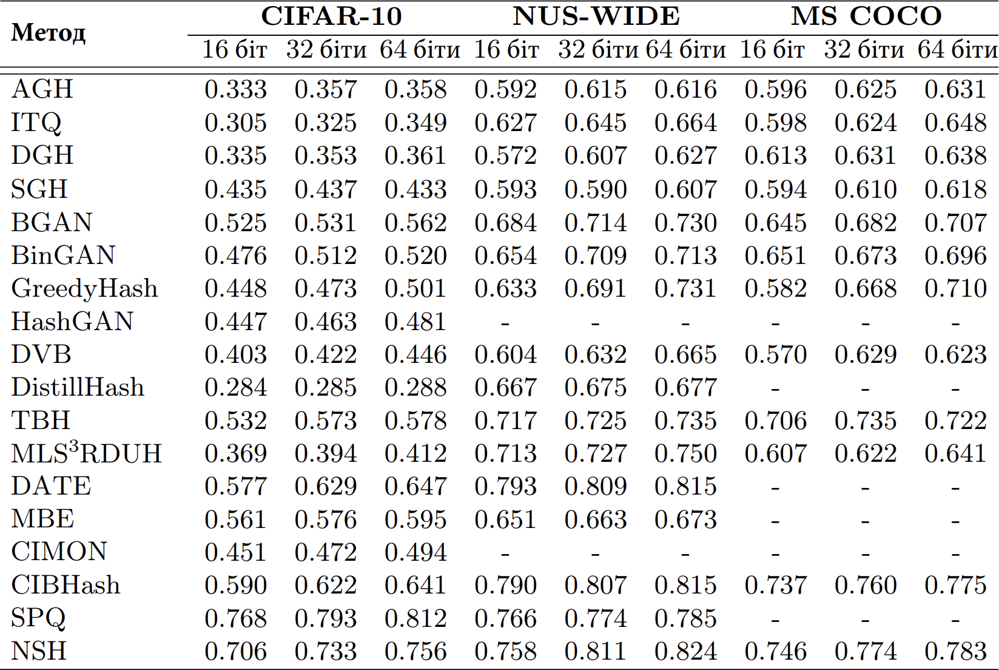 Метод CIFAR-10 NUS-WIDE MS COCO
16 біт 32 біти 64 біти 16 біт 32 біти 64 біти 16 біт 32 біти 64 біти
AGH 0.333 0.357 0.358 0.592 0.615 0.616 0.596 0.625 0.631
ITQ 0.305 0.325 0.349 0.627 0.645 0.664 0.598 0.624 0.648
DGH 0.335 0.353 0.361 0.572 0.607 0.627 0.613 0.631 0.638
SGH 0.435 0.437 0.433 0.593 0.590 0.607 0.594 0.610 0.618
BGAN 0.525 0.531 0.562 0.684 0.714 0.730 0.645 0.682 0.707
BinGAN 0.476 0.512 0.520 0.654 0.709 0.713 0.651 0.673 0.696
GreedyHash 0.448 0.473 0.501 0.633 0.691 0.731 0.582 0.668 0.710
HashGAN 0.447 0.463 0.481 - - - - - -
DVB 0.403 0.422 0.446 0.604 0.632 0.665 0.570 0.629 0.623
DistillHash 0.284 0.285 0.288 0.667 0.675 0.677 - - -
TBH 0.532 0.573 0.578 0.717 0.725 0.735 0.706 0.735 0.722
MLS³RDUH 0.369 0.394 0.412 0.713 0.727 0.750 0.607 0.622 0.641
DATE 0.577 0.629 0.647 0.793 0.809 0.815 - - -
MBE 0.561 0.576 0.595 0.651 0.663 0.673 - - -
CIMON 0.451 0.472 0.494 - - - - - -
CIBHash 0.590 0.622 0.641 0.790 0.807 0.815 0.737 0.760 0.775
SPQ 0.768 0.793 0.812 0.766 0.774 0.785 - - -
NSH 0.706 0.733 0.756 0.758 0.811 0.824 0.746 0.774 0.783